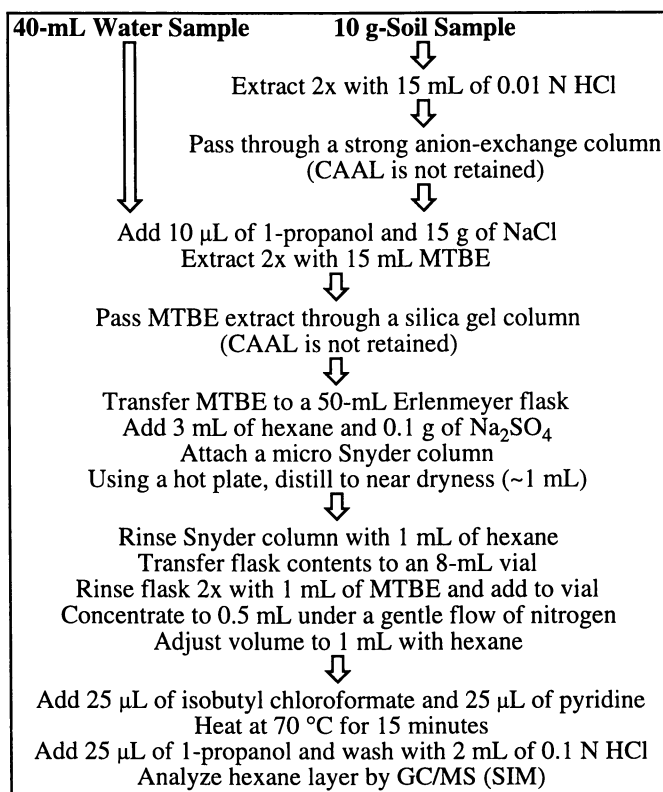 40-mL Water Sample 10 g-Soil Sample
Extract 2x with 15 mL of 0.01 N HCl
Pass through a strong anion-exchange column
(CAAL is not retained)
Add 10 µL of 1-propanol and 15 g of NaCl
Extract 2x with 15 mL MTBE
Pass MTBE extract through a silica gel column
(CAAL is not retained)
Transfer MTBE to a 50-mL Erlenmeyer flask
Add 3 mL of hexane and 0.1 g of Na₂SO₄
Attach a micro Snyder column
Using a hot plate, distill to near dryness (~1 mL)
Rinse Snyder column with 1 mL of hexane
Transfer flask contents to an 8-mL vial
Rinse flask 2x with 1 mL of MTBE and add to vial
Concentrate to 0.5 mL under a gentle flow of nitrogen
Adjust volume to 1 mL with hexane
Add 25 µL of isobutyl chloroformate and 25 µL of pyridine
Heat at 70 °C for 15 minutes
Add 25 µL of 1-propanol and wash with 2 mL of 0.1 N HCl
Analyze hexane layer by GC/MS (SIM)